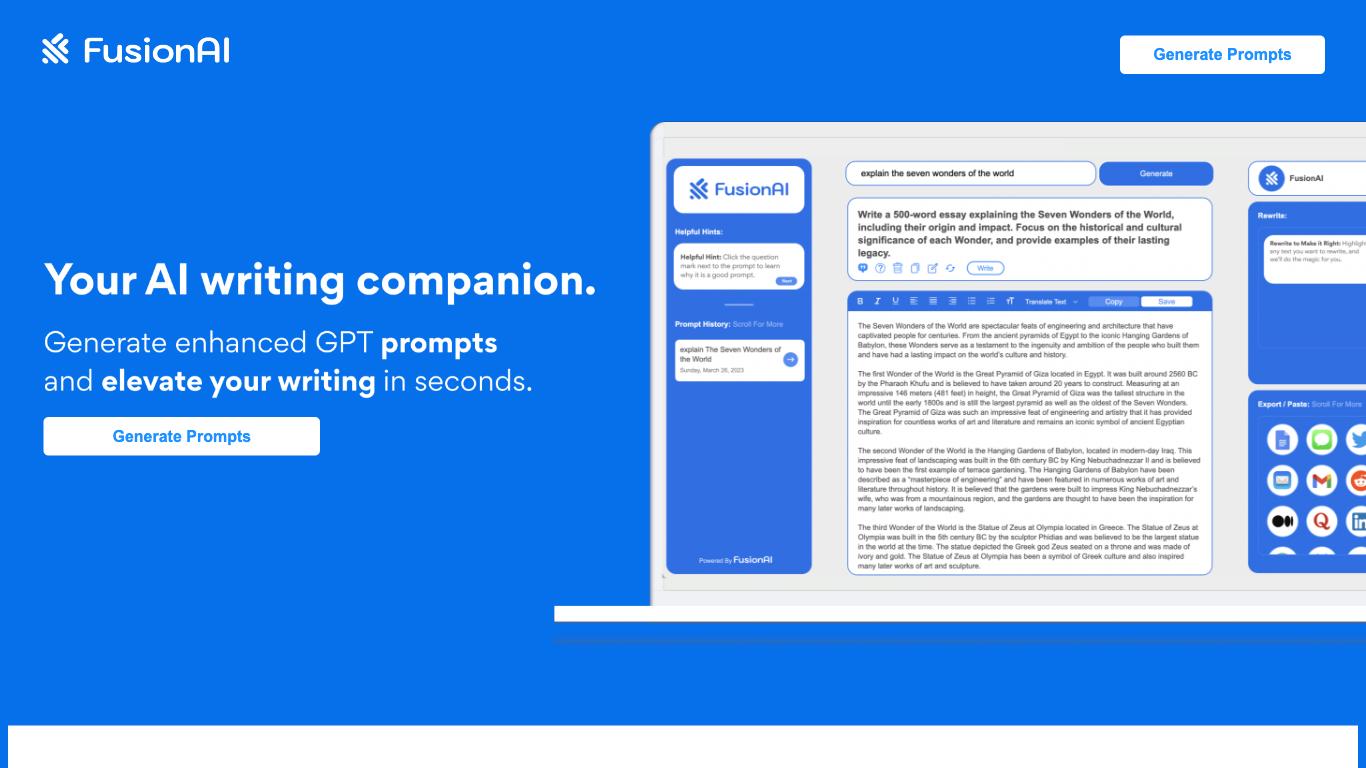 FusionAI
Generate Prompts
Your AI writing companion.
Generate enhanced GPT prompts
and elevate your writing in seconds.
Generate Prompts
FusionAI
Helpful Hints:
Helpful Hint: Click the question
mark next to the prompt to learn
why it is a good prompt.
Next
Prompt History: Scroll For More
explain The Seven Wonders of
the World
Sunday, March 26, 2023
Powered By FusionAI
explain the seven wonders of the world
Generate
Write a 500-word essay explaining the Seven Wonders of the World,
including their origin and impact. Focus on the historical and cultural
significance of each Wonder, and provide examples of their lasting
legacy.
Write
B I U Translate Text Copy Save
The Seven Wonders of the World are spectacular feats of engineering and architecture that have
captivated people for centuries. From the ancient pyramids of Egypt to the iconic Hanging Gardens of
Babylon, these Wonders serve as a testament to the ingenuity and ambition of the people who built them
and have had a lasting impact on the world's culture and history.
The first Wonder of the World is the Great Pyramid of Giza located in Egypt. It was built around 2560 BC
by the Pharaoh Khufu and is believed to have taken around 20 years to construct. Measuring at an
impressive 146 meters (481 feet) in height, the Great Pyramid of Giza was the tallest structure in the
world until the early 1800s and is still the largest pyramid as well as the oldest of the Seven Wonders.
The Great Pyramid of Giza was such an impressive feat of engineering and artistry that it has provided
inspiration for countless works of art and literature and remains an iconic symbol of ancient Egyptian
culture.
The second Wonder of the World is the Hanging Gardens of Babylon, located in modern-day Iraq. This
impressive feat of landscaping was built in the 6th century BC by King Nebuchadnezzar II and is believed
to have been the first example of terrace gardening. The Hanging Gardens of Babylon have been
described as a "masterpiece of engineering" and have been featured in numerous works of art and
literature throughout history. It is believed that the gardens were built to impress King Nebuchadnezzar's
wife, who was from a mountainous region, and the gardens are thought to have been the inspiration for
many later works of landscaping.
The third Wonder of the World is the Statue of Zeus at Olympia located in Greece. The Statue of Zeus at
Olympia was built in the 5th century BC by the sculptor Phidias and was believed to be the largest statue
in the world at the time. The statue depicted the Greek god Zeus seated on a throne and was made of
ivory and gold. The Statue of Zeus at Olympia has been a symbol of Greek culture and also inspired
many later works of art and sculpture.
FusionAI
Rewrite:
Rewrite to Make it Right: Highligh
any text you want to rewrite, and
we'll do the magic for you.
Export / Paste: Scroll For More